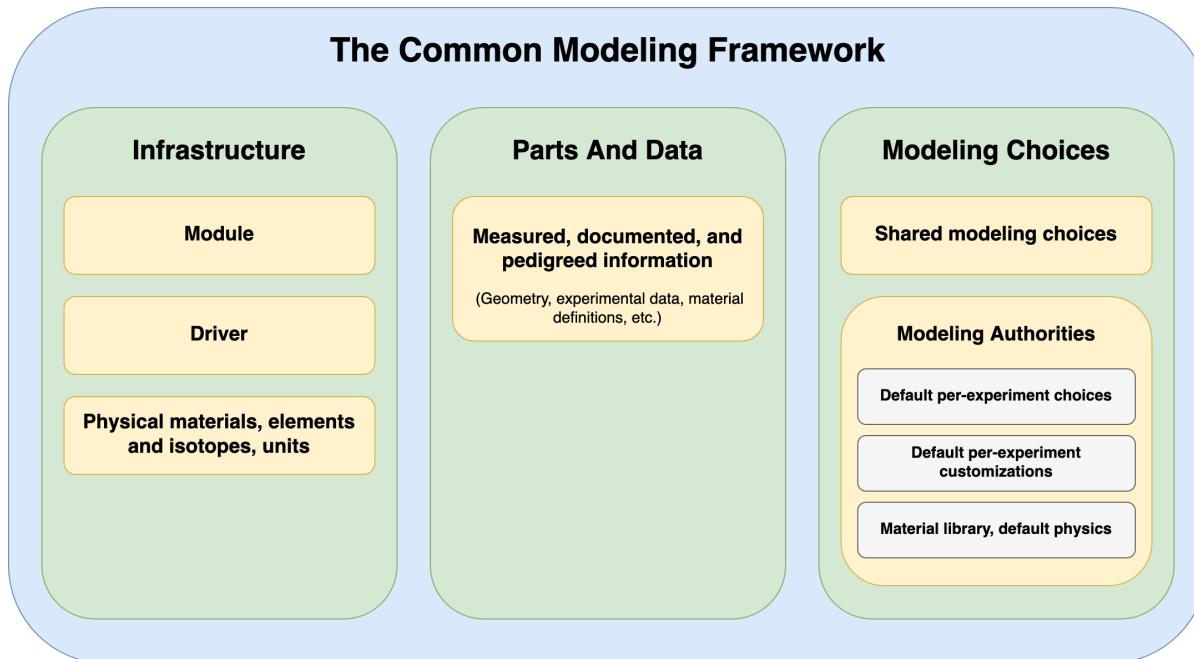 The Common Modeling Framework
Infrastructure
Module
Driver
Physical materials, elements
and isotopes, units
Parts And Data
Measured, documented, and
pedigreed information
(Geometry, experimental data, material
definitions, etc.)
Modeling Choices
Shared modeling choices
Modeling Authorities
Default per-experiment choices
Default per-experiment
customizations
Material library, default physics